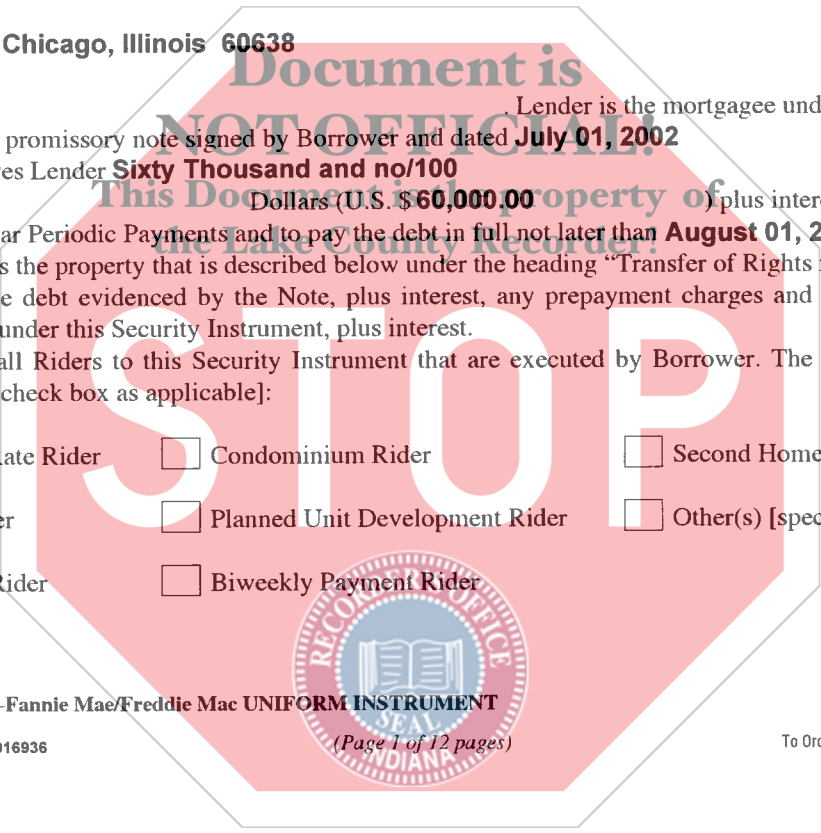 Chicago, Illinois 60638
Document is
. Lender is the mortgagee und
NOT OFFICIAL!
promissory note signed by Borrower and dated July 01, 2002
es Lender Sixty Thousand and no/100
This Document is the property of
Dollars (U.S. $60,000.00 ) plus inter
ar Periodic Payments and to pay the debt in full not later than August 01, 2
the Lake County Recorder!
s the property that is described below under the heading “Transfer of Rights
e debt evidenced by the Note, plus interest, any prepayment charges and
under this Security Instrument, plus interest.
all Riders to this Security Instrument that are executed by Borrower. The
check box as applicable]:
STOP
ate Rider Condominium Rider Second Home
er Planned Unit Development Rider Other(s) [spec
Rider Biweekly Payment Rider
RECORDER'S OFFICE
–Fannie Mae/Freddie Mac UNIFORM INSTRUMENT
SEAL
INDIANA
016936 (Page 1 of 12 pages) To Ord